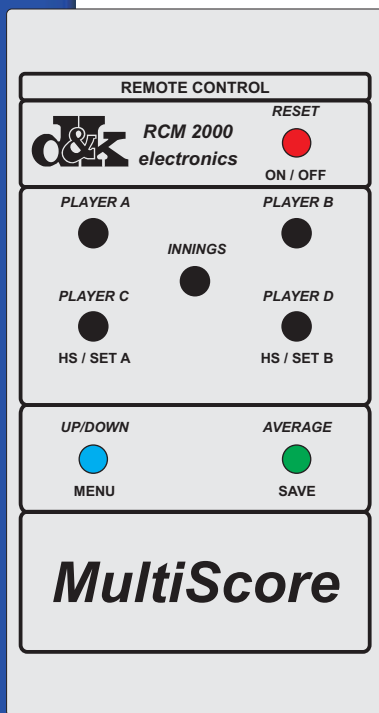 REMOTE CONTROL
d&k RCM 2000
electronics
RESET
ON / OFF
PLAYER A PLAYER B
INNINGS
PLAYER C PLAYER D
HS / SET A HS / SET B
UP/DOWN AVERAGE
MENU SAVE
MultiScore